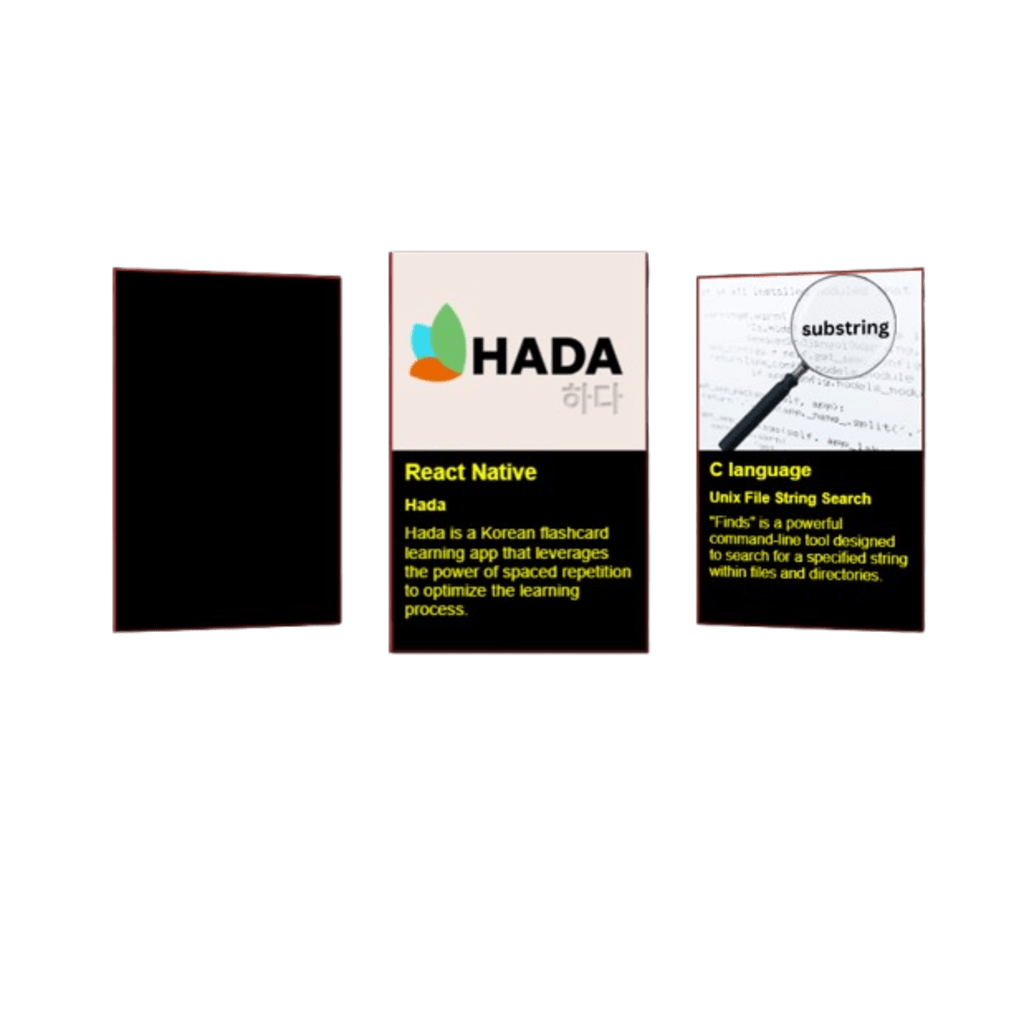 HADA
하다
React Native
Hada
Hada is a Korean flashcard
learning app that leverages
the power of spaced repetition
to optimize the learning
process.
substring
C language
Unix File String Search
"Finds" is a powerful
command-line tool designed
to search for a specified string
within files and directories.